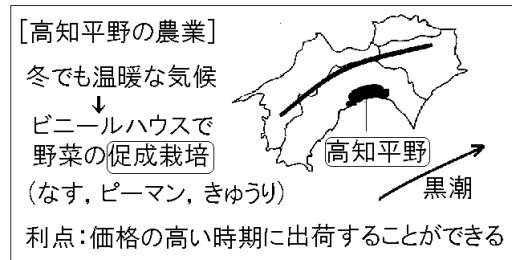 [高知平野の農業]
冬でも温暖な気候
↓
ビニールハウスで
野菜の促成栽培
(なす,ピーマン,きゅうり)
高知平野
黒潮
利点:価格の高い時期に出荷することができる